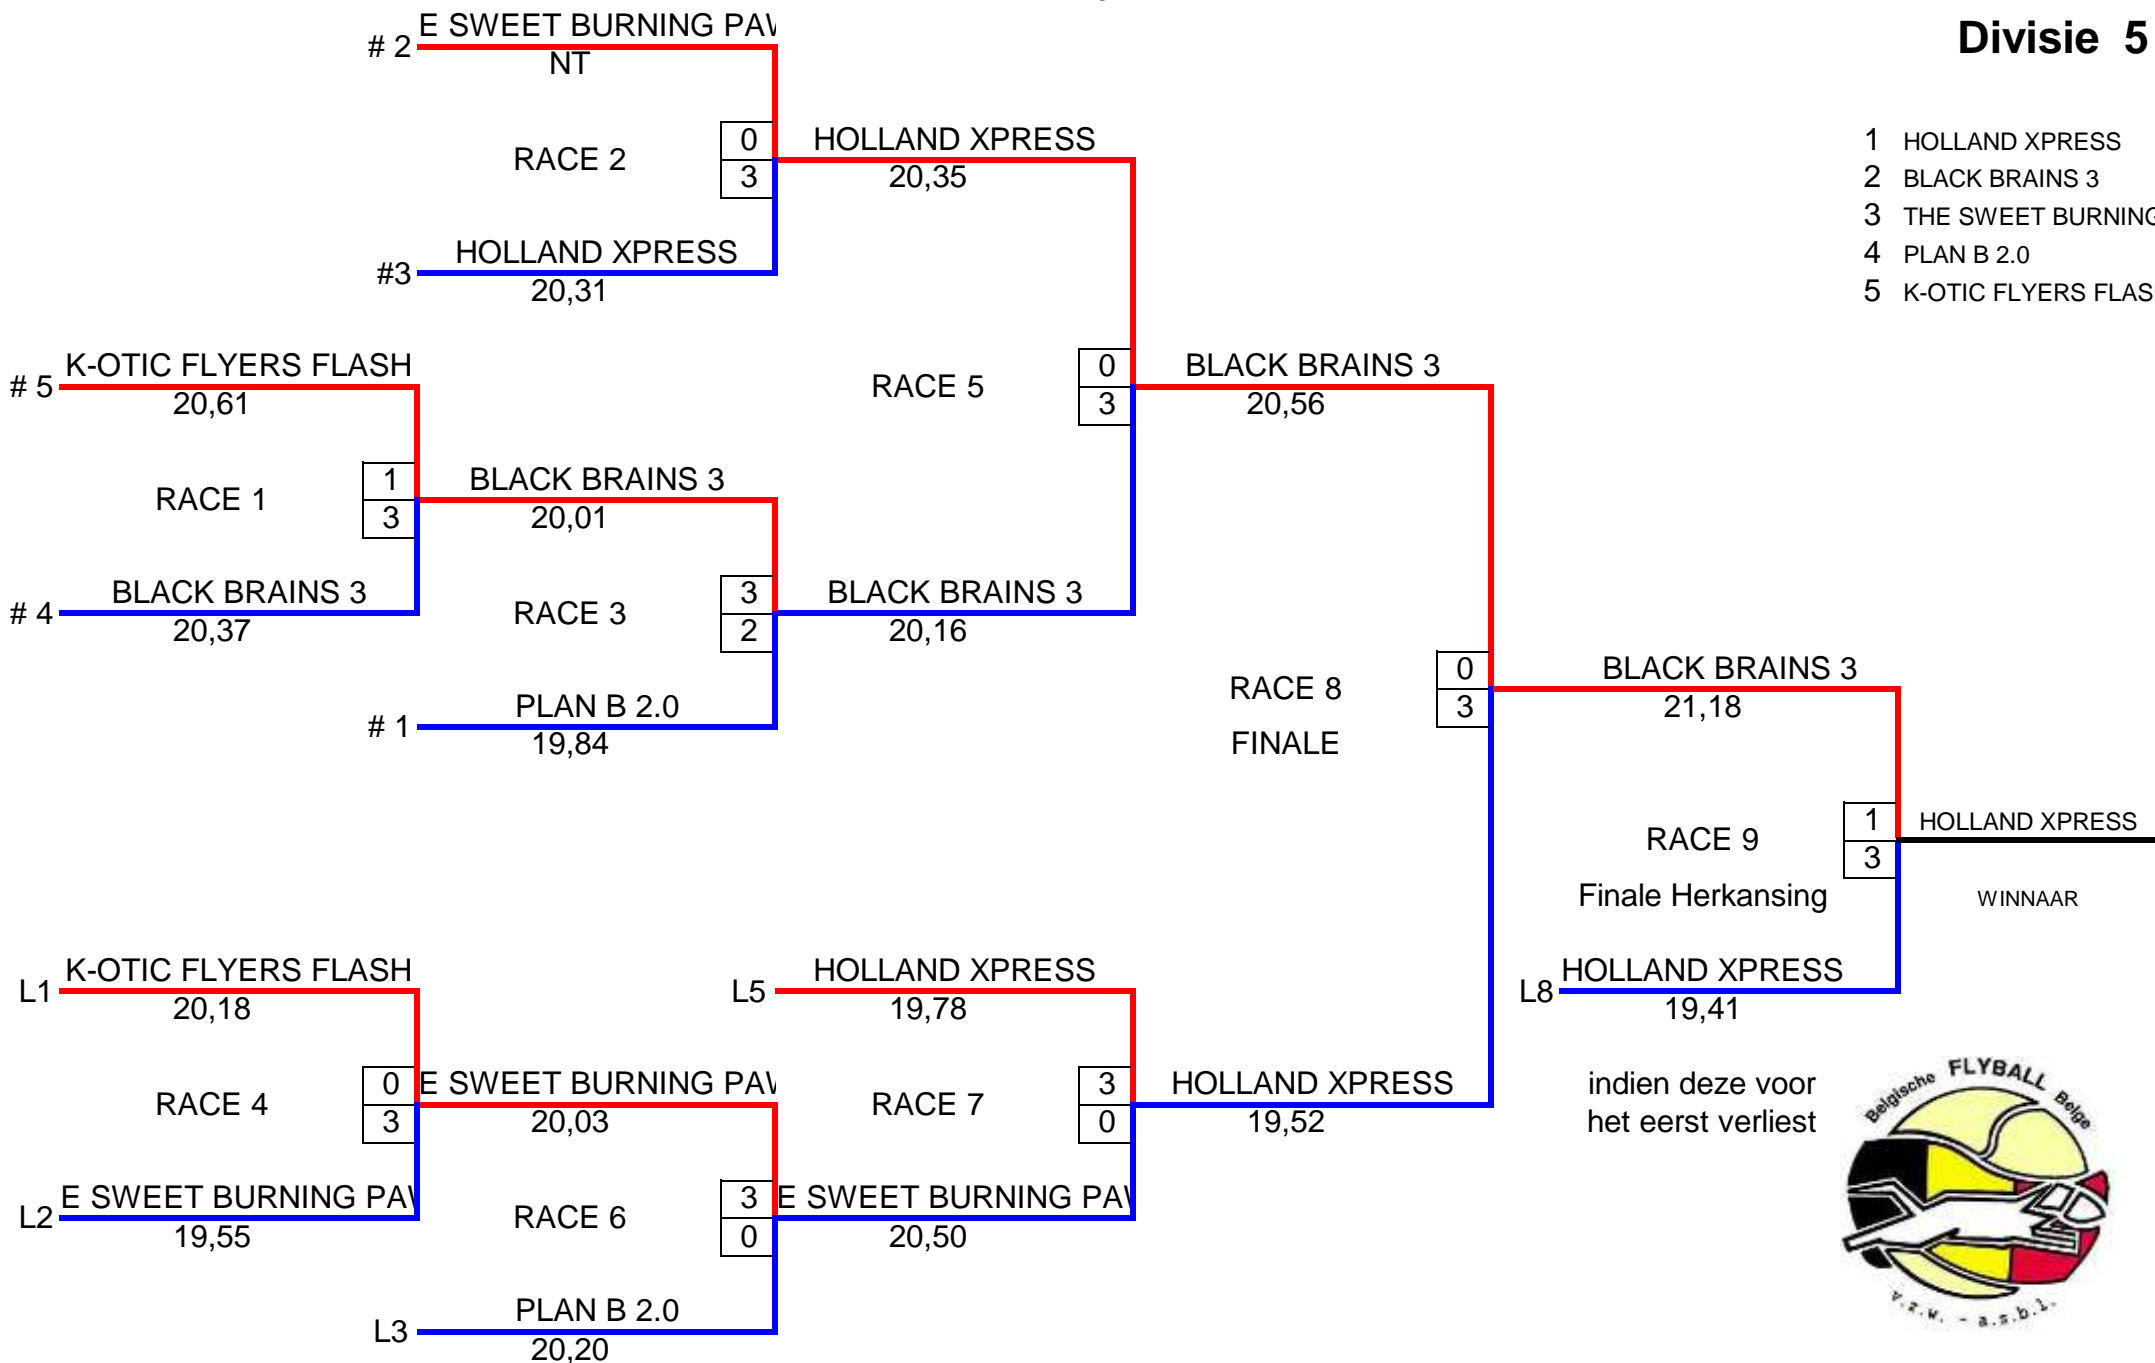 Divisie 5
E SWEET BURNING PAW
# 2
NT
RACE 2
0
3
HOLLAND XPRESS
20,35
#3
HOLLAND XPRESS
20,31
1 HOLLAND XPRESS
2 BLACK BRAINS 3
3 THE SWEET BURNING
4 PLAN B 2.0
5 K-OTIC FLYERS FLAS
# 5
K-OTIC FLYERS FLASH
20,61
RACE 1
1
3
# 4
BLACK BRAINS 3
20,37
BLACK BRAINS 3
20,01
RACE 3
3
2
# 1
PLAN B 2.0
19,84
BLACK BRAINS 3
20,16
RACE 5
0
3
BLACK BRAINS 3
20,56
RACE 8
FINALE
0
3
BLACK BRAINS 3
21,18
RACE 9
Finale Herkansing
1
3
HOLLAND XPRESS
WINNAAR
L8
HOLLAND XPRESS
19,41
indien deze voor
het eerst verliest
L1
K-OTIC FLYERS FLASH
20,18
RACE 4
0
3
L2
E SWEET BURNING PAW
19,55
E SWEET BURNING PAW
20,03
RACE 6
3
0
L3
PLAN B 2.0
20,20
L5
HOLLAND XPRESS
19,78
RACE 7
3
0
E SWEET BURNING PAW
20,50
HOLLAND XPRESS
19,52
Belgische FLYBALL Belge
v.z.w. - a.s.b.l.